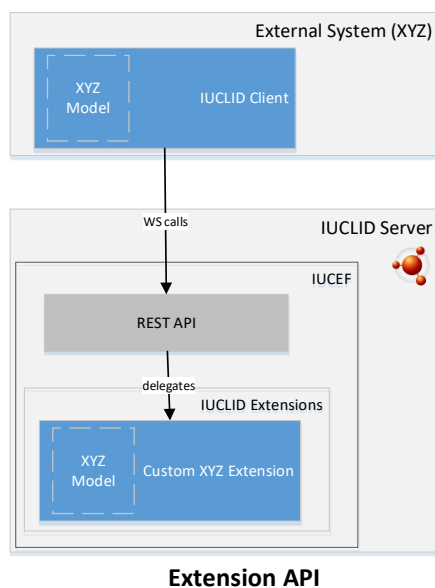 External System (XYZ)
XYZ
Model
IUCLID Client
WS calls
IUCLID Server
IUCEF
REST API
delegates
IUCLID Extensions
XYZ
Model
Custom XYZ Extension
Extension API